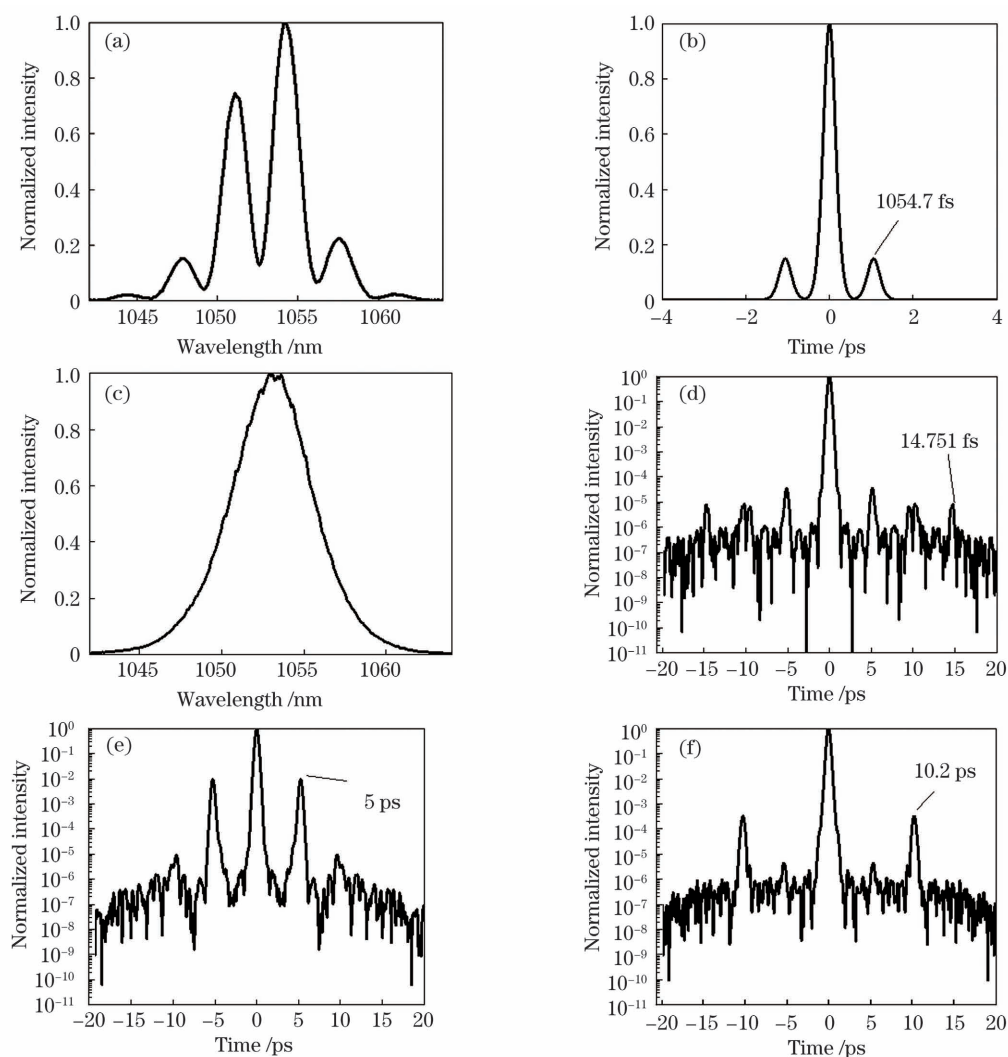 (a)
Normalized intensity
1.0
0.8
0.6
0.4
0.2
0
1045 1050 1055 1060
Wavelength /nm
(b)
Normalized intensity
1.0
0.8
0.6
0.4
0.2
0
1054.7 fs
−4 −2 0 2 4
Time /ps
(c)
Normalized intensity
1.0
0.8
0.6
0.4
0.2
0
1045 1050 1055 1060
Wavelength /nm
(d)
Normalized intensity
10⁰
10⁻¹
10⁻²
10⁻³
10⁻⁴
10⁻⁵
10⁻⁶
10⁻⁷
10⁻⁸
10⁻⁹
10⁻¹⁰
10⁻¹¹
14.751 fs
−20 −15 −10 −5 0 5 10 15 20
Time /ps
(e)
Normalized intensity
10⁰
10⁻¹
10⁻²
10⁻³
10⁻⁴
10⁻⁵
10⁻⁶
10⁻⁷
10⁻⁸
10⁻⁹
10⁻¹⁰
10⁻¹¹
5 ps
−20 −15 −10 −5 0 5 10 15 20
Time /ps
(f)
Normalized intensity
10⁰
10⁻¹
10⁻²
10⁻³
10⁻⁴
10⁻⁵
10⁻⁶
10⁻⁷
10⁻⁸
10⁻⁹
10⁻¹⁰
10⁻¹¹
10.2 ps
−20 −15 −10 −5 0 5 10 15 20
Time /ps